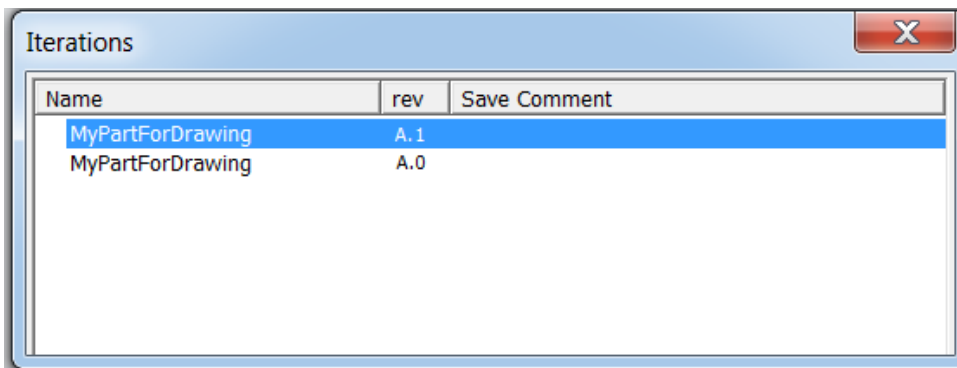 Iterations
Name rev Save Comment
MyPartForDrawing A.1
MyPartForDrawing A.0